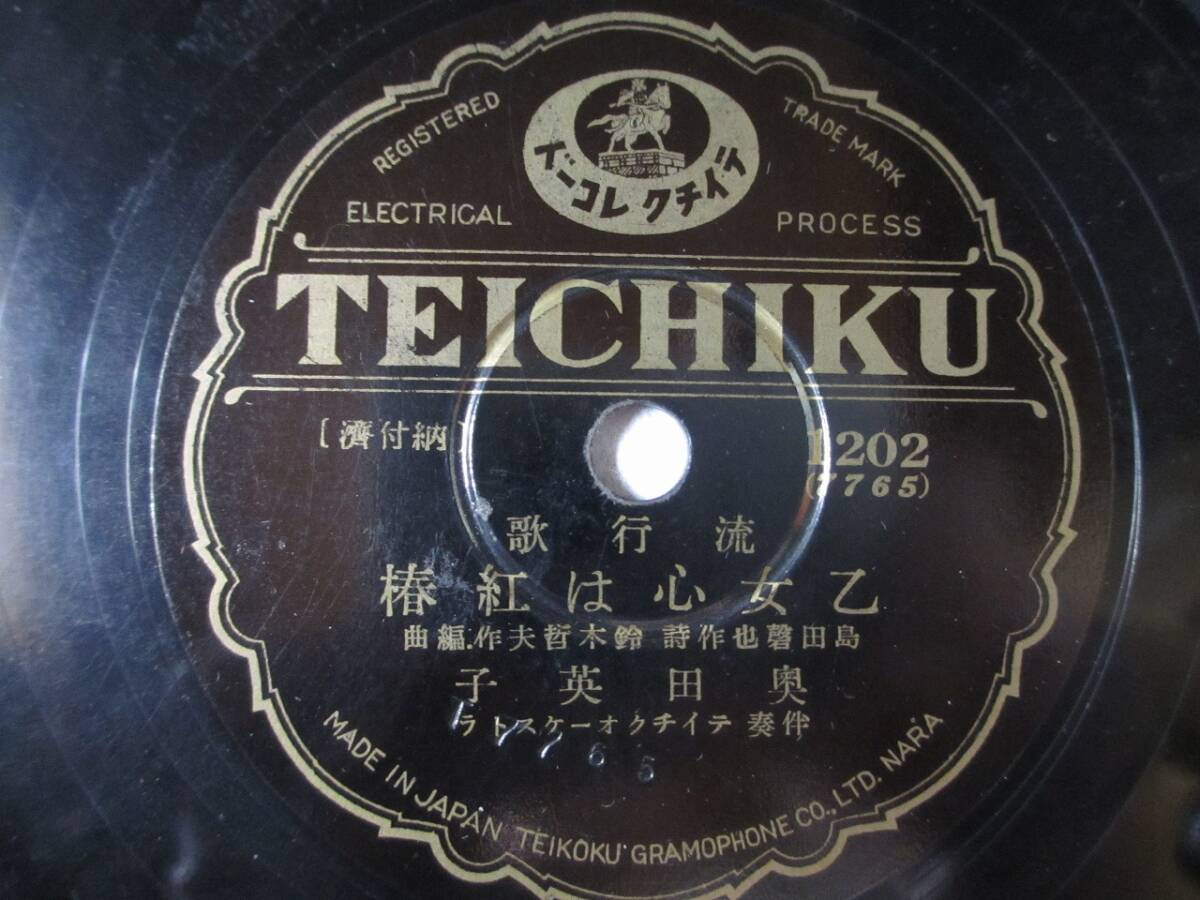 REGISTERED TRADE MARK
テイチクレコード
ELECTRICAL PROCESS
TEICHIKU
[納付濟]
1202
(7765)
流行歌
乙女心は紅椿
島田磬也作詩 鈴木哲夫作.編曲
奥田英子
伴奏 テイチクオーケストラ
7765
MADE IN JAPAN TEIKOKU GRAMOPHONE CO., LTD. NARA